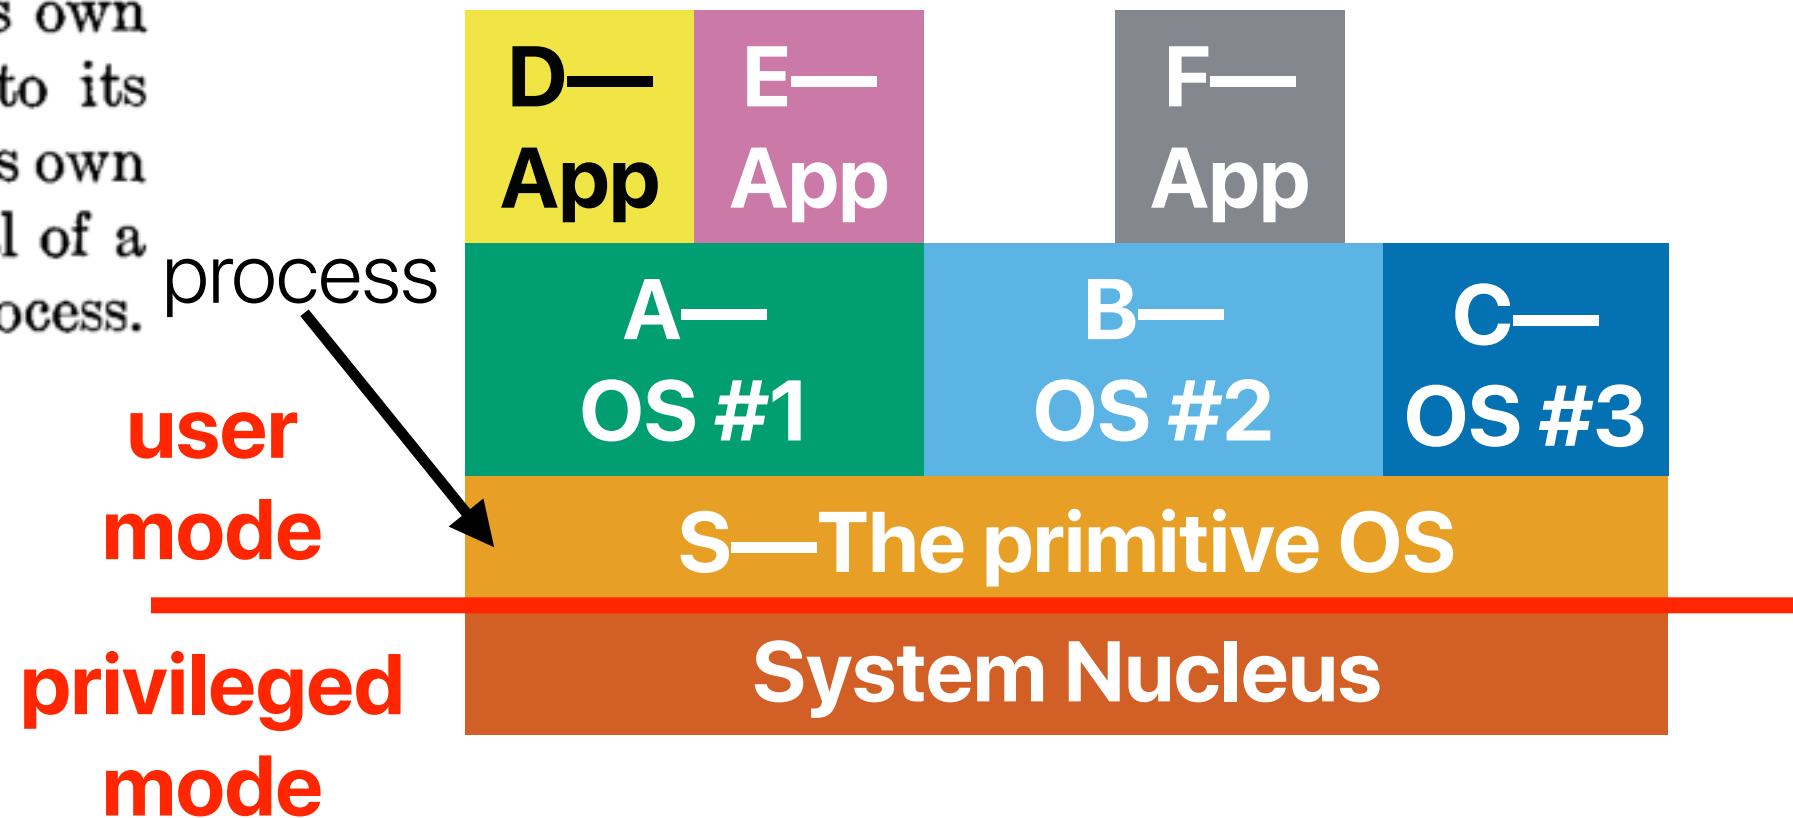 own
to its
s own
l of a
ocess.
process
user
mode
privileged
mode
D—
App
E—
App
F—
App
A—
OS #1
B—
OS #2
C—
OS #3
S—The primitive OS
System Nucleus